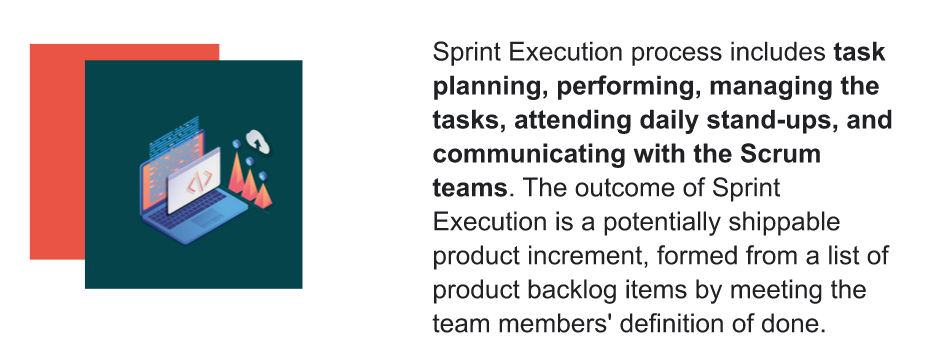 Sprint Execution process includes task
planning, performing, managing the
tasks, attending daily stand-ups, and
communicating with the Scrum
teams. The outcome of Sprint
Execution is a potentially shippable
product increment, formed from a list of
product backlog items by meeting the
team members' definition of done.